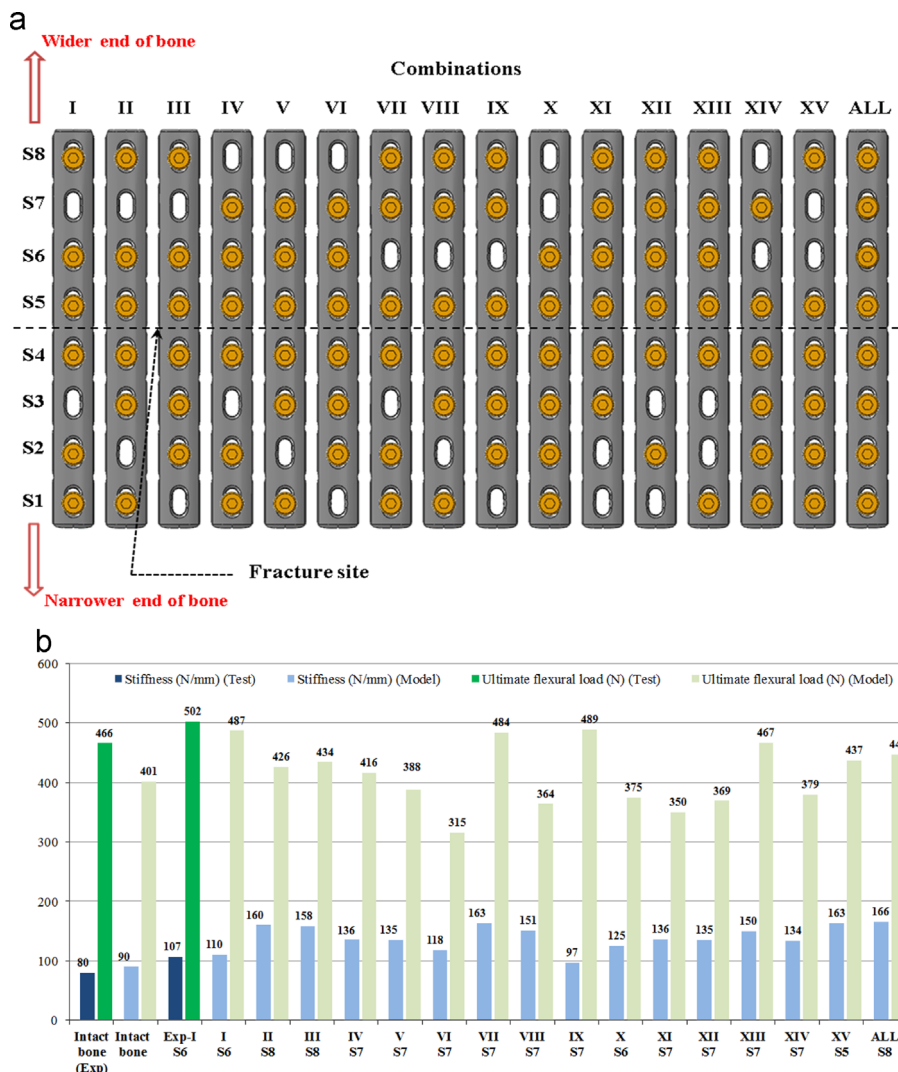 a
Wider end of bone
Combinations
I II III IV V VI VII VIII IX X XI XII XIII XIV XV ALL
S8
S7
S6
S5
S4
S3
S2
S1
Fracture site
Narrower end of bone
b
600
Stiffness (N/mm) (Test) Stiffness (N/mm) (Model) Ultimate flexural load (N) (Test) Ultimate flexural load (N) (Model)
500
400
300
200
100
0
466 401 502 487 426 434 416 388 315 484 364 489 375 350 369 467 379 437 44
80 90 107 110 160 158 136 135 118 163 151 97 125 136 135 150 134 163 166
Intact Intact Exp-I I II III IV V VI VII VIII IX X XI XII XIII XIV XV ALL
bone bone S6 S6 S8 S8 S7 S7 S7 S7 S7 S7 S6 S7 S7 S7 S7 S5 S8
(Exp)